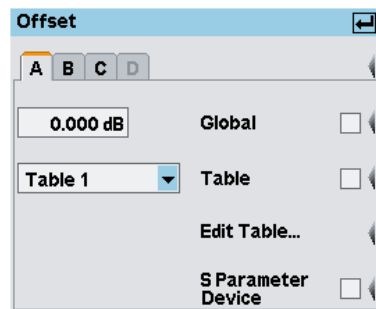 Offset
A B C D
0.000 dB Global
Table 1 Table
Edit Table...
S Parameter
Device